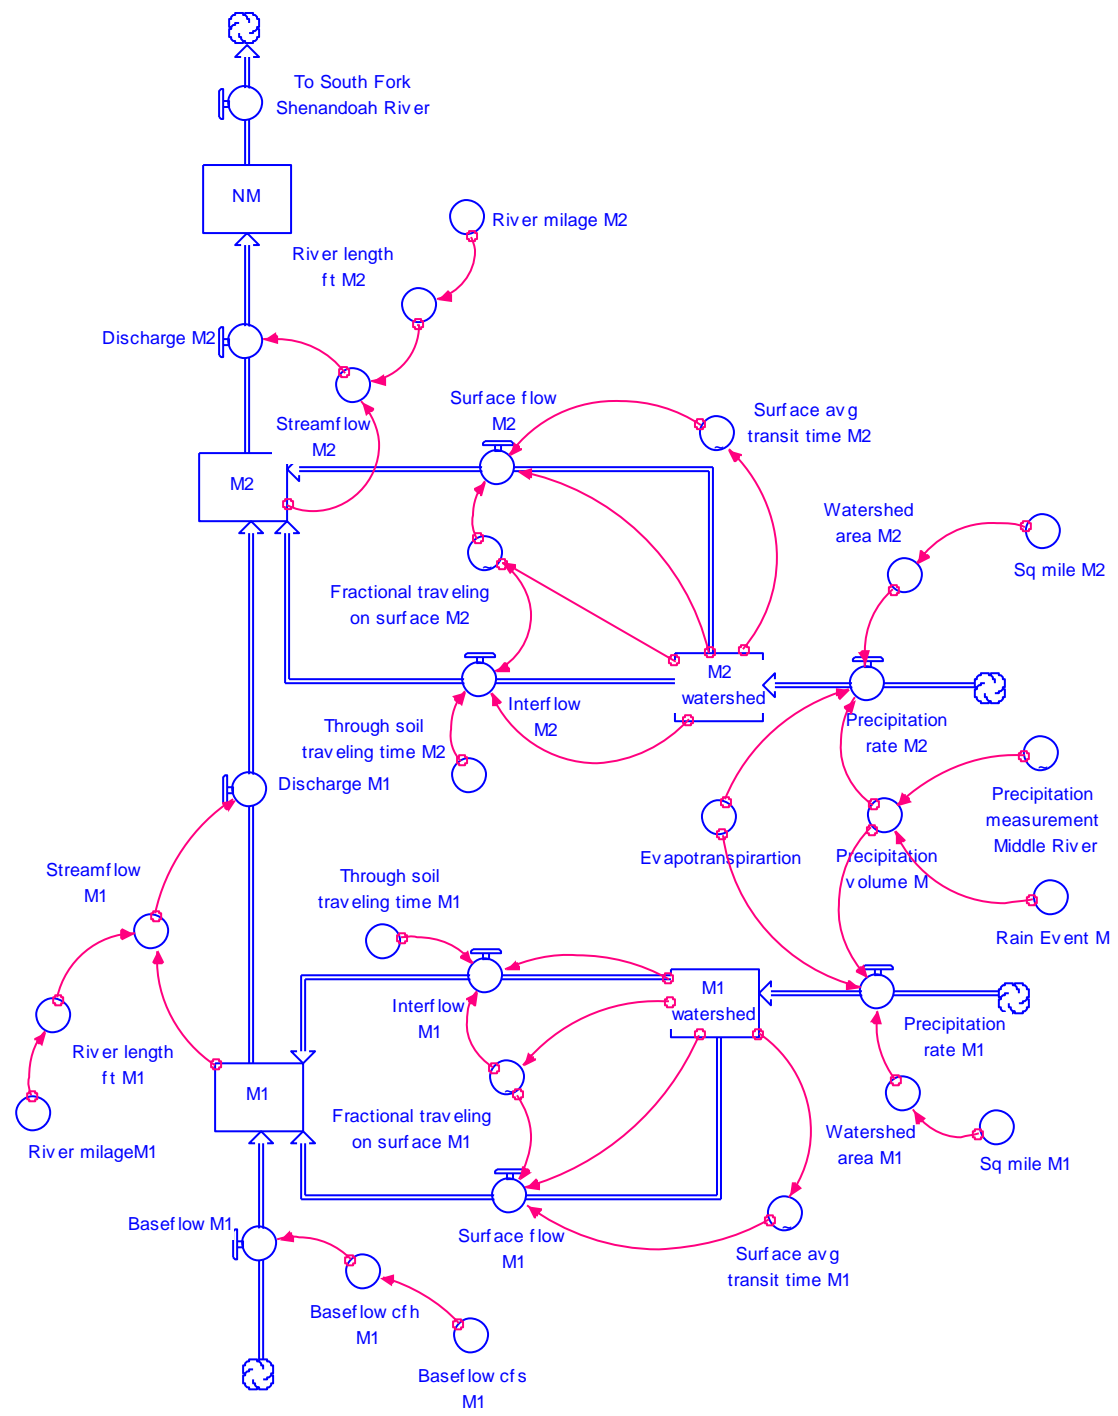 To South Fork
Shenandoah River
NM
River milage M2
River length
ft M2
Discharge M2
Streamflow
M2
Surface flow
M2
Surface avg
transit time M2
M2
Watershed
area M2
Sq mile M2
Fractional traveling
on surface M2
M2
watershed
Interflow
M2
Through soil
traveling time M2
Precipitation
rate M2
Discharge M1
Precipitation
measurement
Middle River
Evapotranspirartion
Precipitation
volume M
Streamflow
M1
Through soil
traveling time M1
Rain Event M
Interflow
M1
M1
watershed
Precipitation
rate M1
River length
ft M1
M1
Fractional traveling
on surface M1
River milageM1
Watershed
area M1
Sq mile M1
Baseflow M1
Surface flow
M1
Surface avg
transit time M1
Baseflow cfh
M1
Baseflow cfs
M1